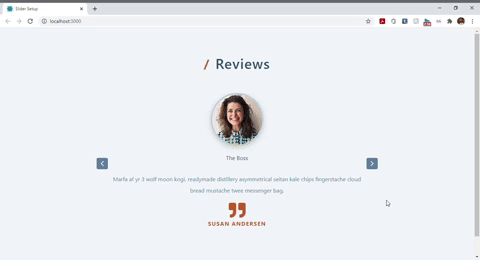 Slider Setup
localhost:3000
/ Reviews
The Boss
Marfa af yr 3 wolf moon kogi, readymade distillery asymmetrical seitan kale chips fingerstache cloud
bread mustache twee messenger bag.
SUSAN ANDERSEN